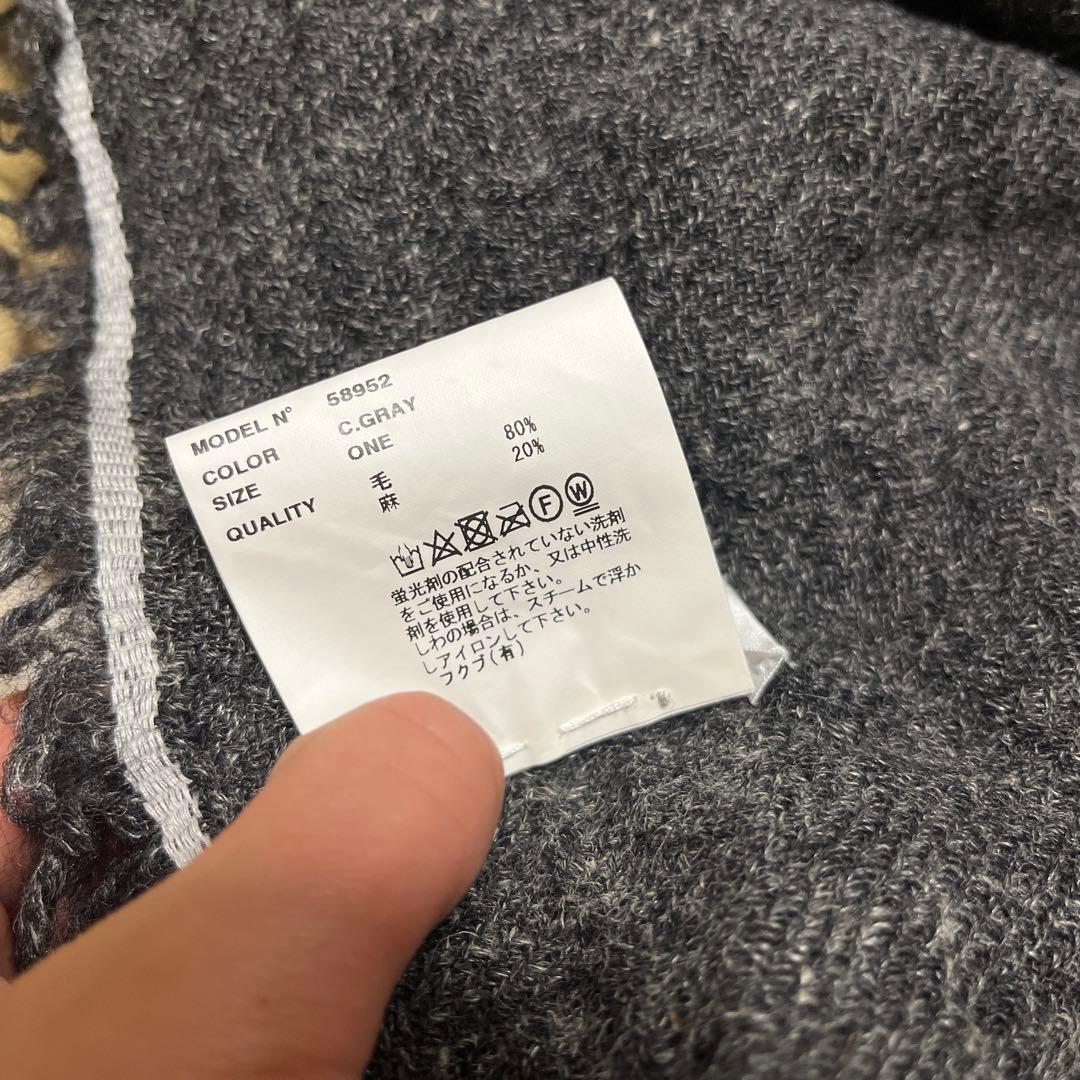 MODEL N° 58952
COLOR C.GRAY
SIZE ONE
QUALITY 毛 80%
麻 20%
F W
蛍光剤の配合されていない洗剤
をご使用になるか、又は中性洗
剤を使用して下さい。
しわの場合は、スチームで浮か
しアイロンして下さい。
フクブ(有)